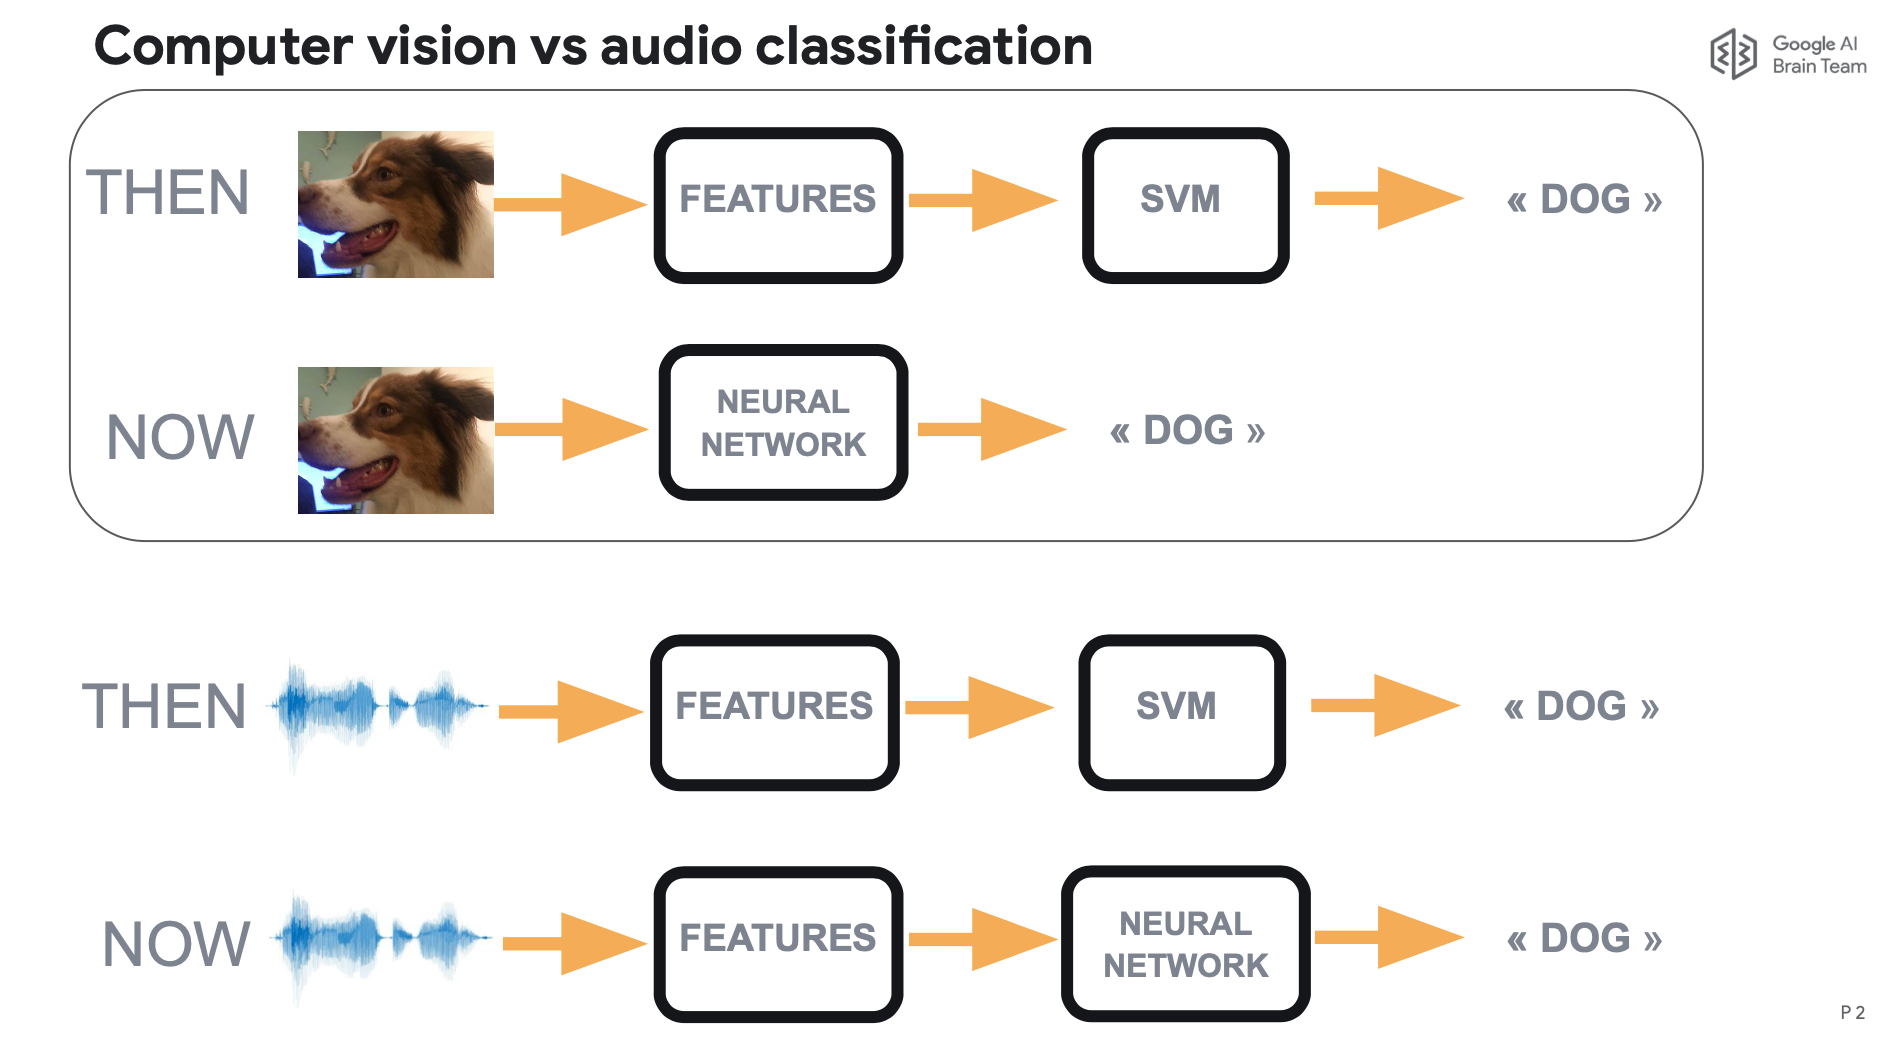 Computer vision vs audio classification
Google AI
Brain Team
THEN
FEATURES
SVM
« DOG »
NOW
NEURAL
NETWORK
« DOG »
THEN
FEATURES
SVM
« DOG »
NOW
FEATURES
NEURAL
NETWORK
« DOG »
P 2